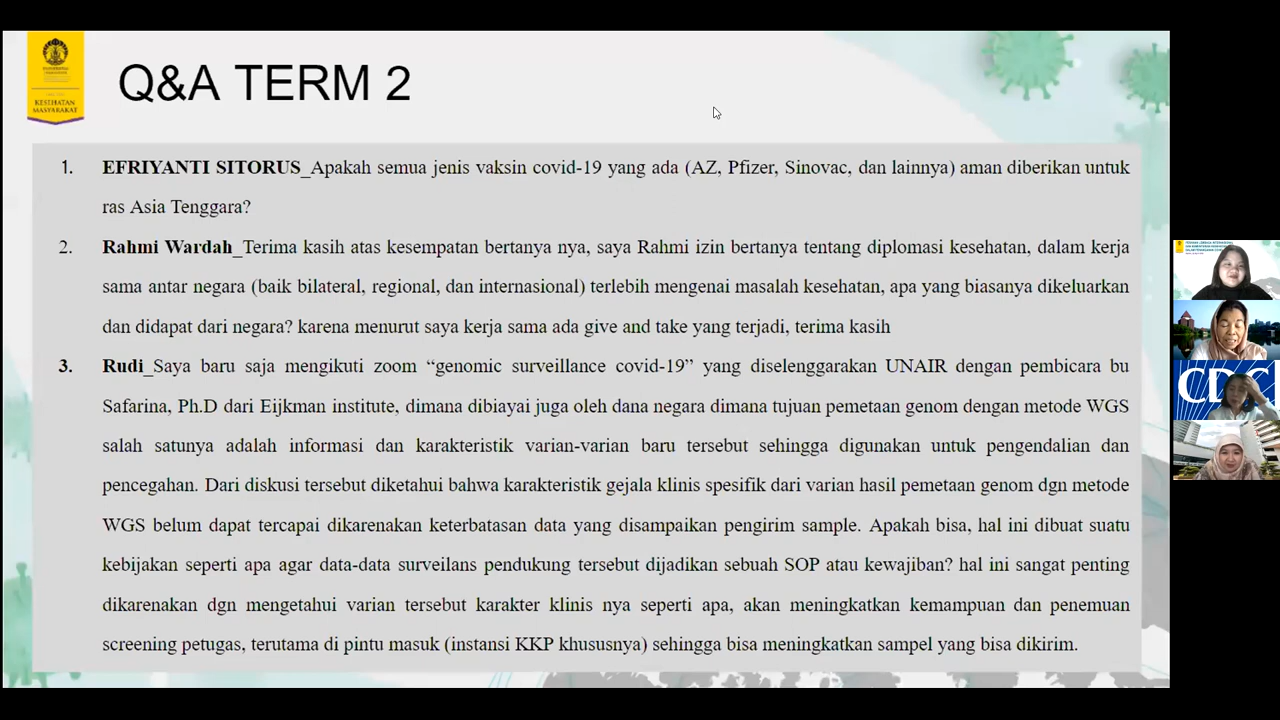 Q&A TERM 2
KESEHATAN
MASYARAKAT
1. EFRIYANTI SITORUS_Apakah semua jenis vaksin covid-19 yang ada (AZ, Pfizer, Sinovac, dan lainnya) aman diberikan untuk
ras Asia Tenggara?
2. Rahmi Wardah_Terima kasih atas kesempatan bertanya nya, saya Rahmi izin bertanya tentang diplomasi kesehatan, dalam kerja
sama antar negara (baik bilateral, regional, dan internasional) terlebih mengenai masalah kesehatan, apa yang biasanya dikeluarkan
dan didapat dari negara? karena menurut saya kerja sama ada give and take yang terjadi, terima kasih
3. Rudi_Saya baru saja mengikuti zoom “genomic surveillance covid-19” yang diselenggarakan UNAIR dengan pembicara bu
Safarina, Ph.D dari Eijkman institute, dimana dibiayai juga oleh dana negara dimana tujuan pemetaan genom dengan metode WGS
salah satunya adalah informasi dan karakteristik varian-varian baru tersebut sehingga digunakan untuk pengendalian dan
pencegahan. Dari diskusi tersebut diketahui bahwa karakteristik gejala klinis spesifik dari varian hasil pemetaan genom dgn metode
WGS belum dapat tercapai dikarenakan keterbatasan data yang disampaikan pengirim sample. Apakah bisa, hal ini dibuat suatu
kebijakan seperti apa agar data-data surveilans pendukung tersebut dijadikan sebuah SOP atau kewajiban? hal ini sangat penting
dikarenakan dgn mengetahui varian tersebut karakter klinis nya seperti apa, akan meningkatkan kemampuan dan penemuan
screening petugas, terutama di pintu masuk (instansi KKP khususnya) sehingga bisa meningkatkan sampel yang bisa dikirim.
CDC